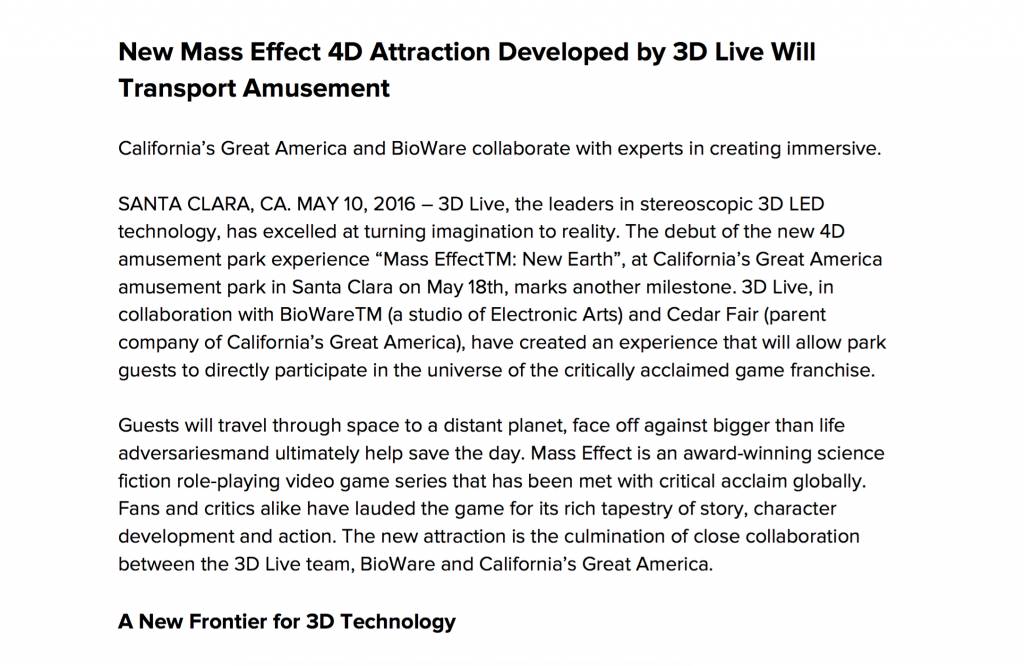 New Mass Effect 4D Attraction Developed by 3D Live Will
Transport Amusement
California’s Great America and BioWare collaborate with experts in creating immersive.
SANTA CLARA, CA. MAY 10, 2016 – 3D Live, the leaders in stereoscopic 3D LED
technology, has excelled at turning imagination to reality. The debut of the new 4D
amusement park experience “Mass EffectTM: New Earth”, at California’s Great America
amusement park in Santa Clara on May 18th, marks another milestone. 3D Live, in
collaboration with BioWareTM (a studio of Electronic Arts) and Cedar Fair (parent
company of California’s Great America), have created an experience that will allow park
guests to directly participate in the universe of the critically acclaimed game franchise.
Guests will travel through space to a distant planet, face off against bigger than life
adversariesmand ultimately help save the day. Mass Effect is an award-winning science
fiction role-playing video game series that has been met with critical acclaim globally.
Fans and critics alike have lauded the game for its rich tapestry of story, character
development and action. The new attraction is the culmination of close collaboration
between the 3D Live team, BioWare and California’s Great America.
A New Frontier for 3D Technology